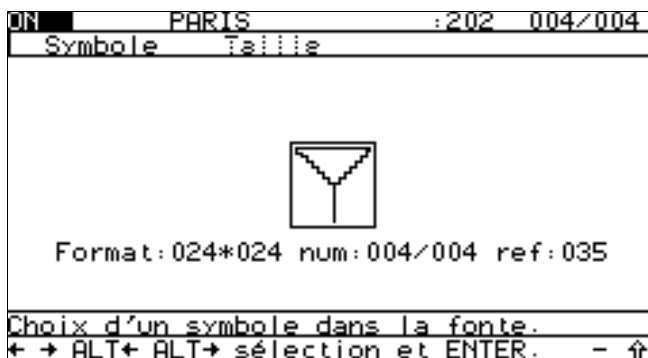 ON PARIS :202 004/004
Symbole Taille
Format:024*024 num:004/004 ref:035
Choix d'un symbole dans la fonte.
← → ALT← ALT→ sélection et ENTER. - ⇧